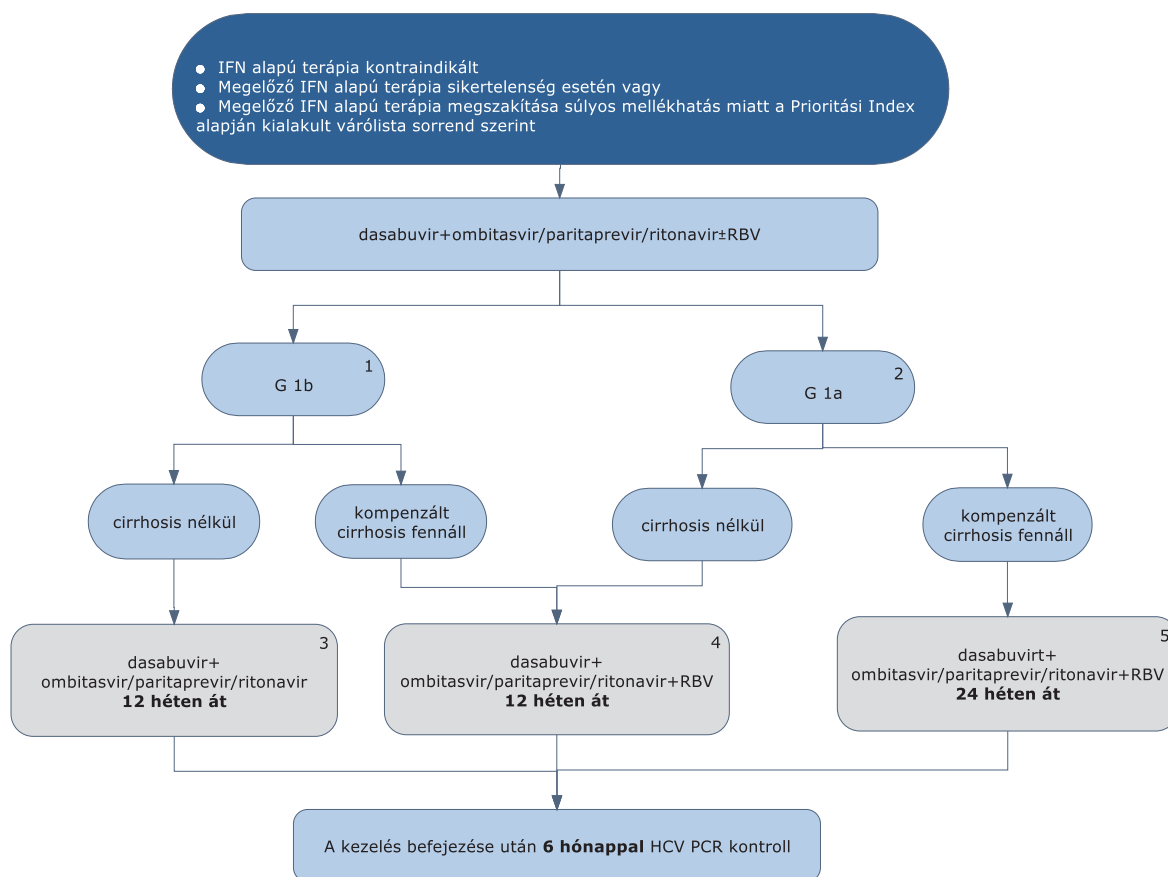 ● IFN alapú terápia kontraindikált
● Megelőző IFN alapú terápia sikertelenség esetén vagy
● Megelőző IFN alapú terápia megszakítása súlyos mellékhatás miatt a Prioritási Index
alapján kialakult várólista sorrend szerint
dasabuvir+ombitasvir/paritaprevir/ritonavir±RBV
1
G 1b
2
G 1a
cirrhosis nélkül
kompenzált
cirrhosis fennáll
cirrhosis nélkül
kompenzált
cirrhosis fennáll
3
dasabuvir+
ombitasvir/paritaprevir/ritonavir
12 héten át
4
dasabuvir+
ombitasvir/paritaprevir/ritonavir+RBV
12 héten át
5
dasabuvirt+
ombitasvir/paritaprevir/ritonavir+RBV
24 héten át
A kezelés befejezése után 6 hónappal HCV PCR kontroll